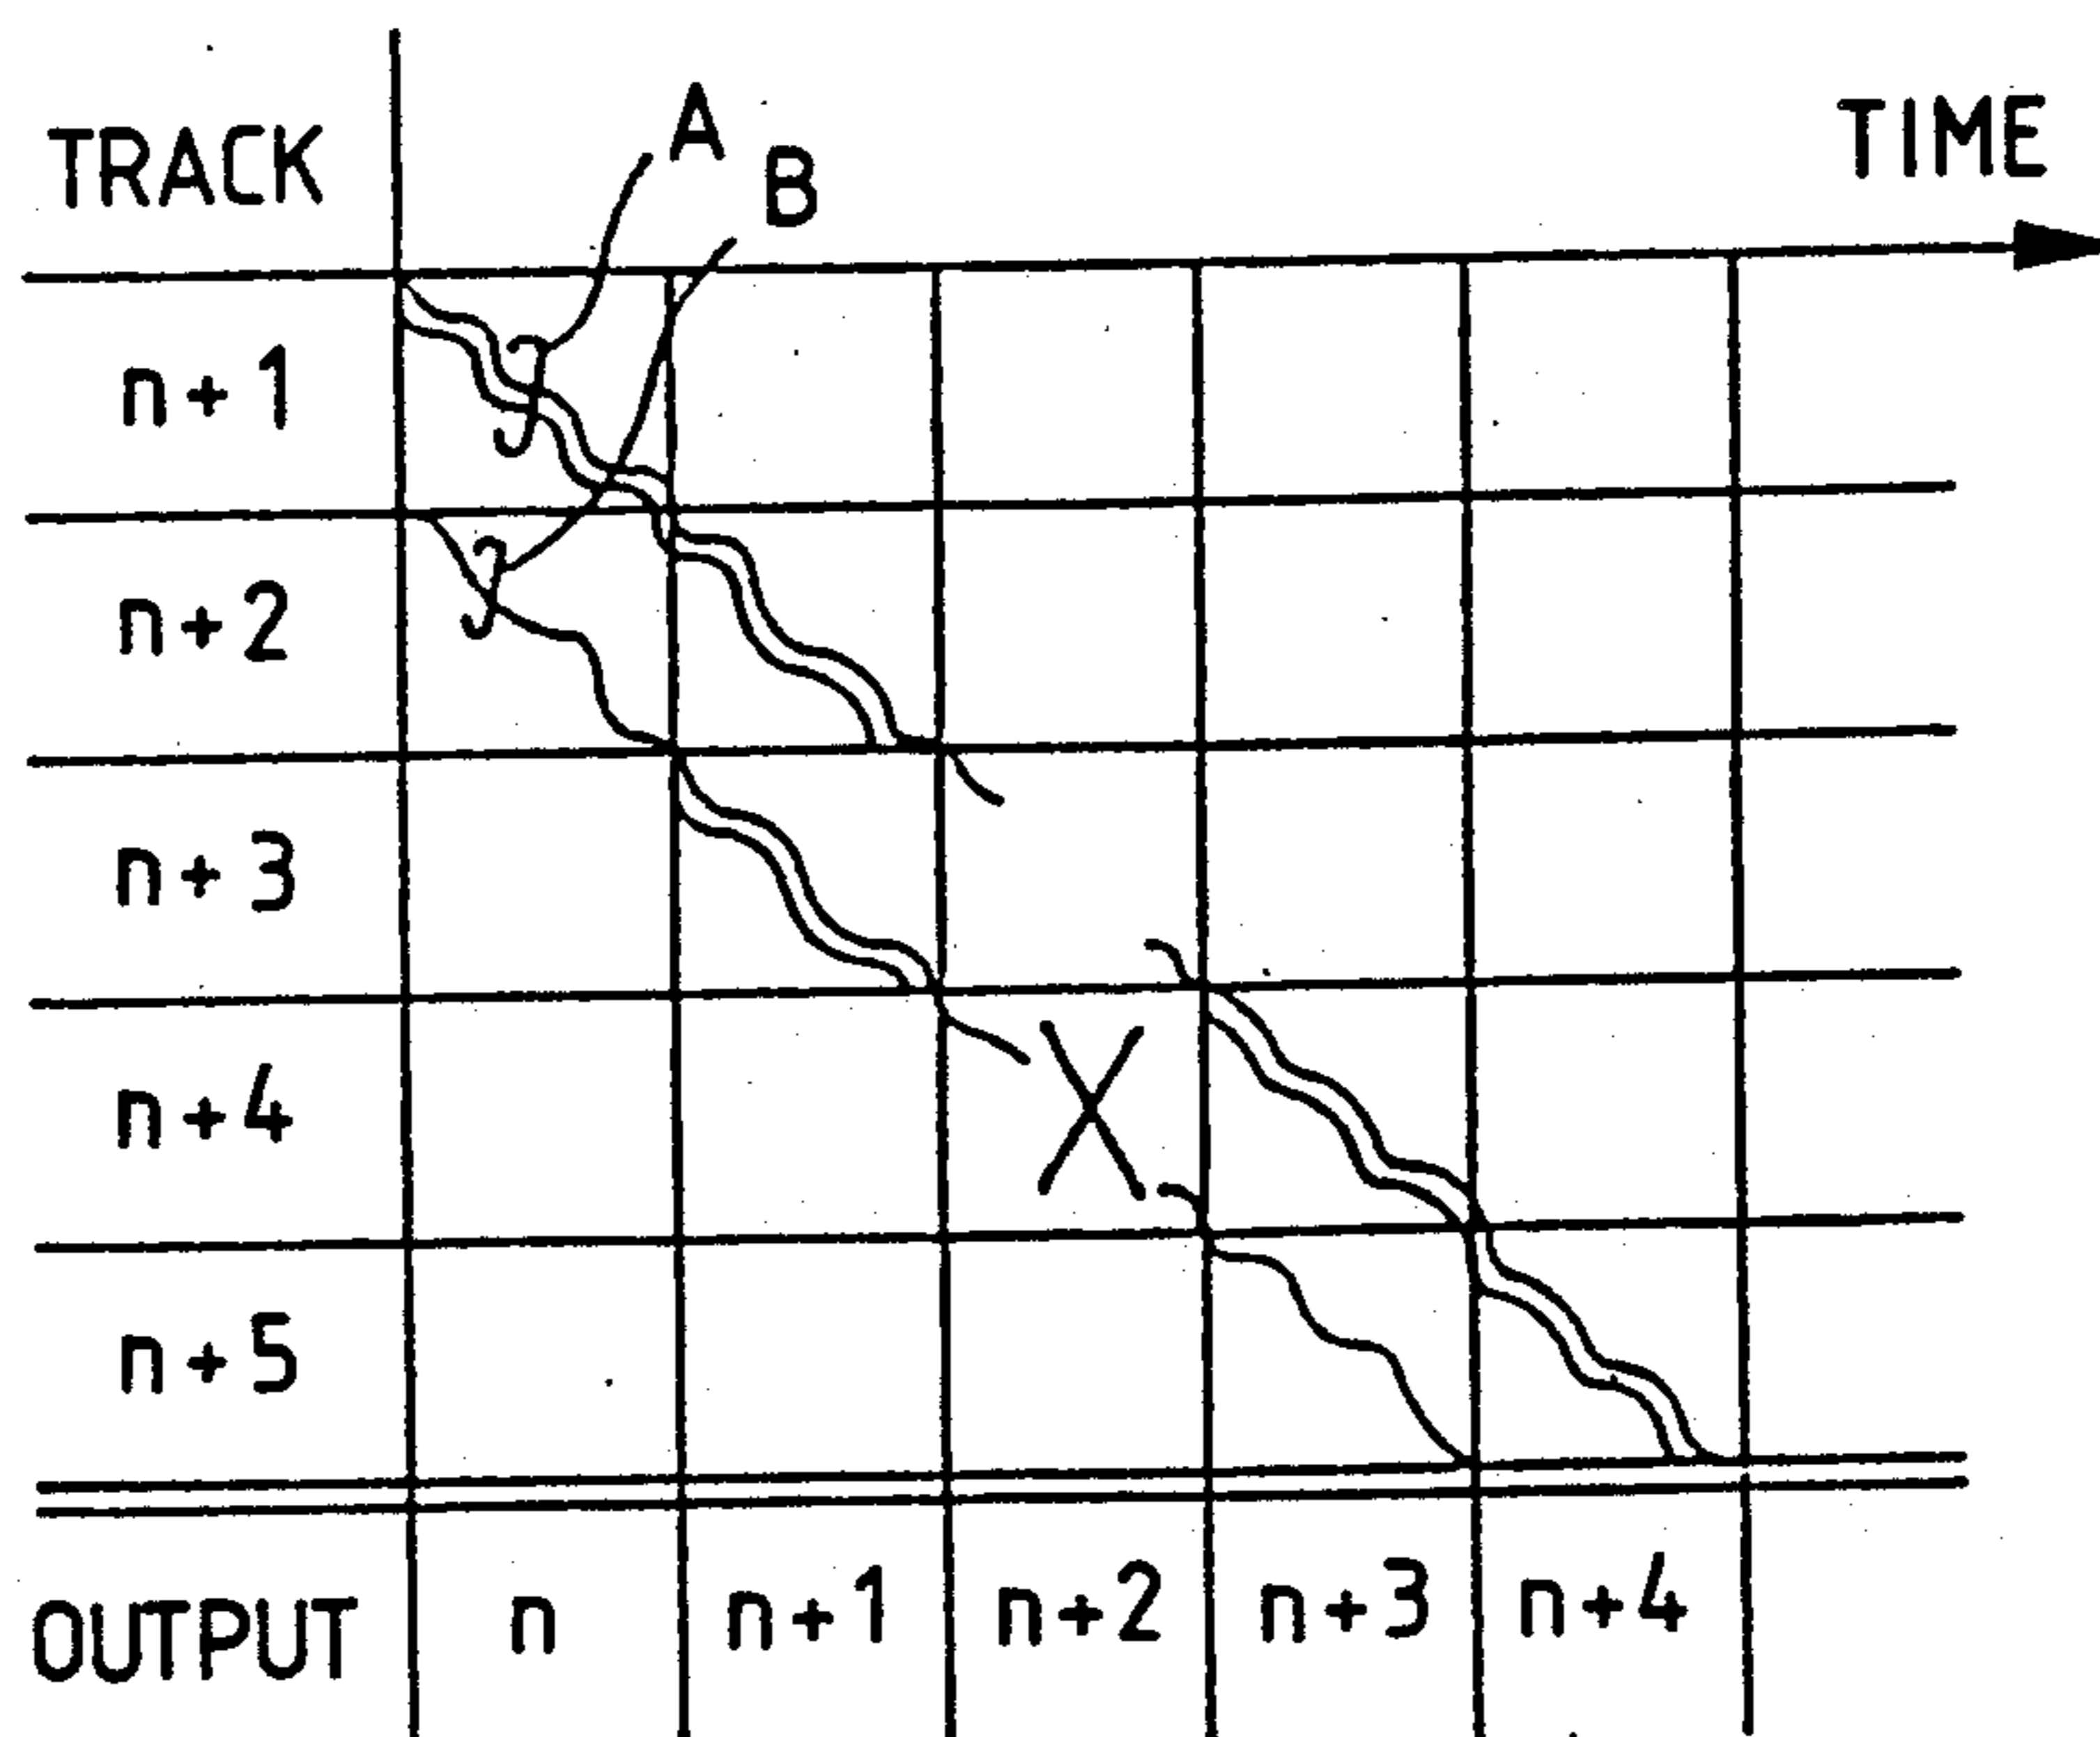 TRACK A B TIME
n+1
n+2
n+3
n+4 X
n+5
OUTPUT n n+1 n+2 n+3 n+4